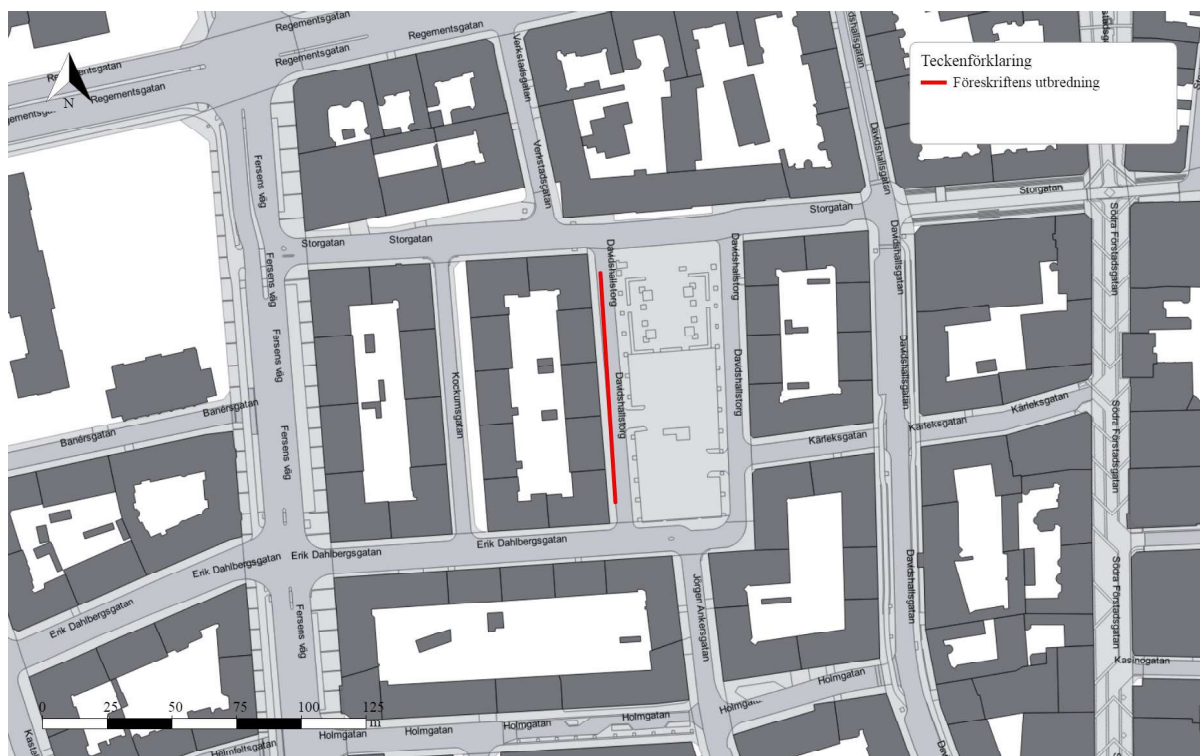 Regementsgatan
Regementsgatan
Regementsgatan
Regementsgatan
Regementsgatan
N
Verkstadsgatan
Verkstadsgatan
Davidshallsgatan
Davidshallsgatan
Teckenförklaring
Föreskriftens utbredning
Fersens väg
Fersens väg
Fersens väg
Fersens väg
Fersens väg
Storgatan
Storgatan
Storgatan
Storgatan
Södra Förstadsgatan
Södra Förstadsgatan
Södra Förstadsgatan
Davidshallstorg
Davidshallstorg
Davidshallstorg
Davidshallstorg
Davidshallsgatan
Davidshallsgatan
Davidshallsgatan
Kockumsgatan
Banérsgatan
Banérsgatan
Kärleksgatan
Kärleksgatan
Kärleksgatan
Erik Dahlbergsgatan
Erik Dahlbergsgatan
Erik Dahlbergsgatan
Erik Dahlbergsgatan
Jörgen Ankersgatan
Kasinogatan
Holmgatan
Holmgatan
Holmgatan
Holmgatan
0 25 50 75 100 125
m